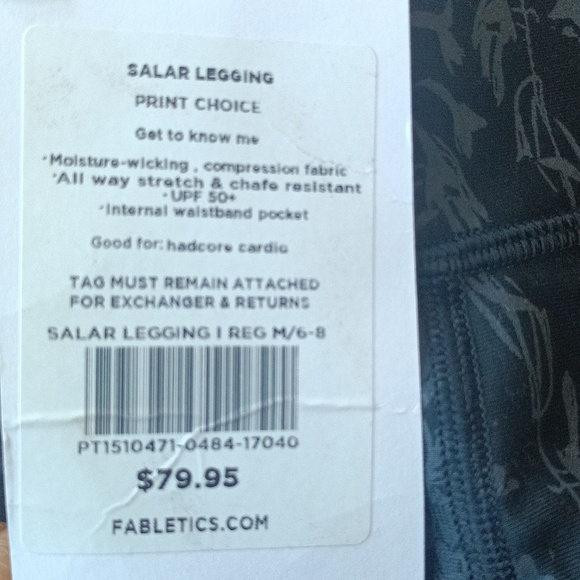 SALAR LEGGING
PRINT CHOICE
Get to know me
·Moisture-wicking , compression fabric
·All way stretch & chafe resistant
·UPF 50+
·Internal waistband pocket
Good for: hadcore cardio
TAG MUST REMAIN ATTACHED
FOR EXCHANGER & RETURNS
SALAR LEGGING I REG M/6-8
PT1510471-0484-17040
$79.95
FABLETICS.COM